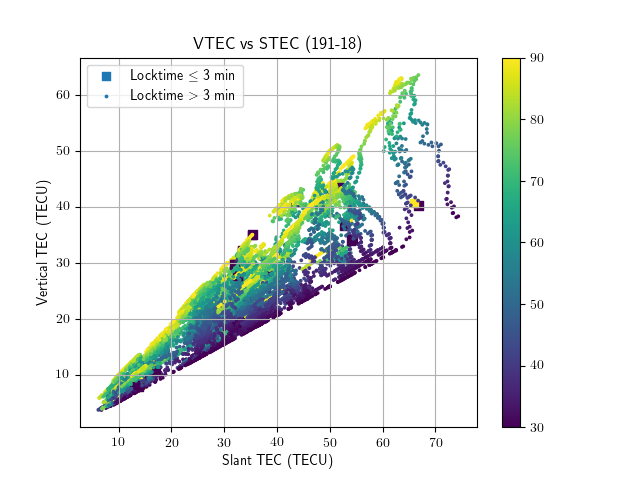 VTEC vs STEC (191-18)
Locktime ≤ 3 min
Locktime > 3 min
60
50
40
30
20
10
Vertical TEC (TECU)
10 20 30 40 50 60 70
Slant TEC (TECU)
90
80
70
60
50
40
30